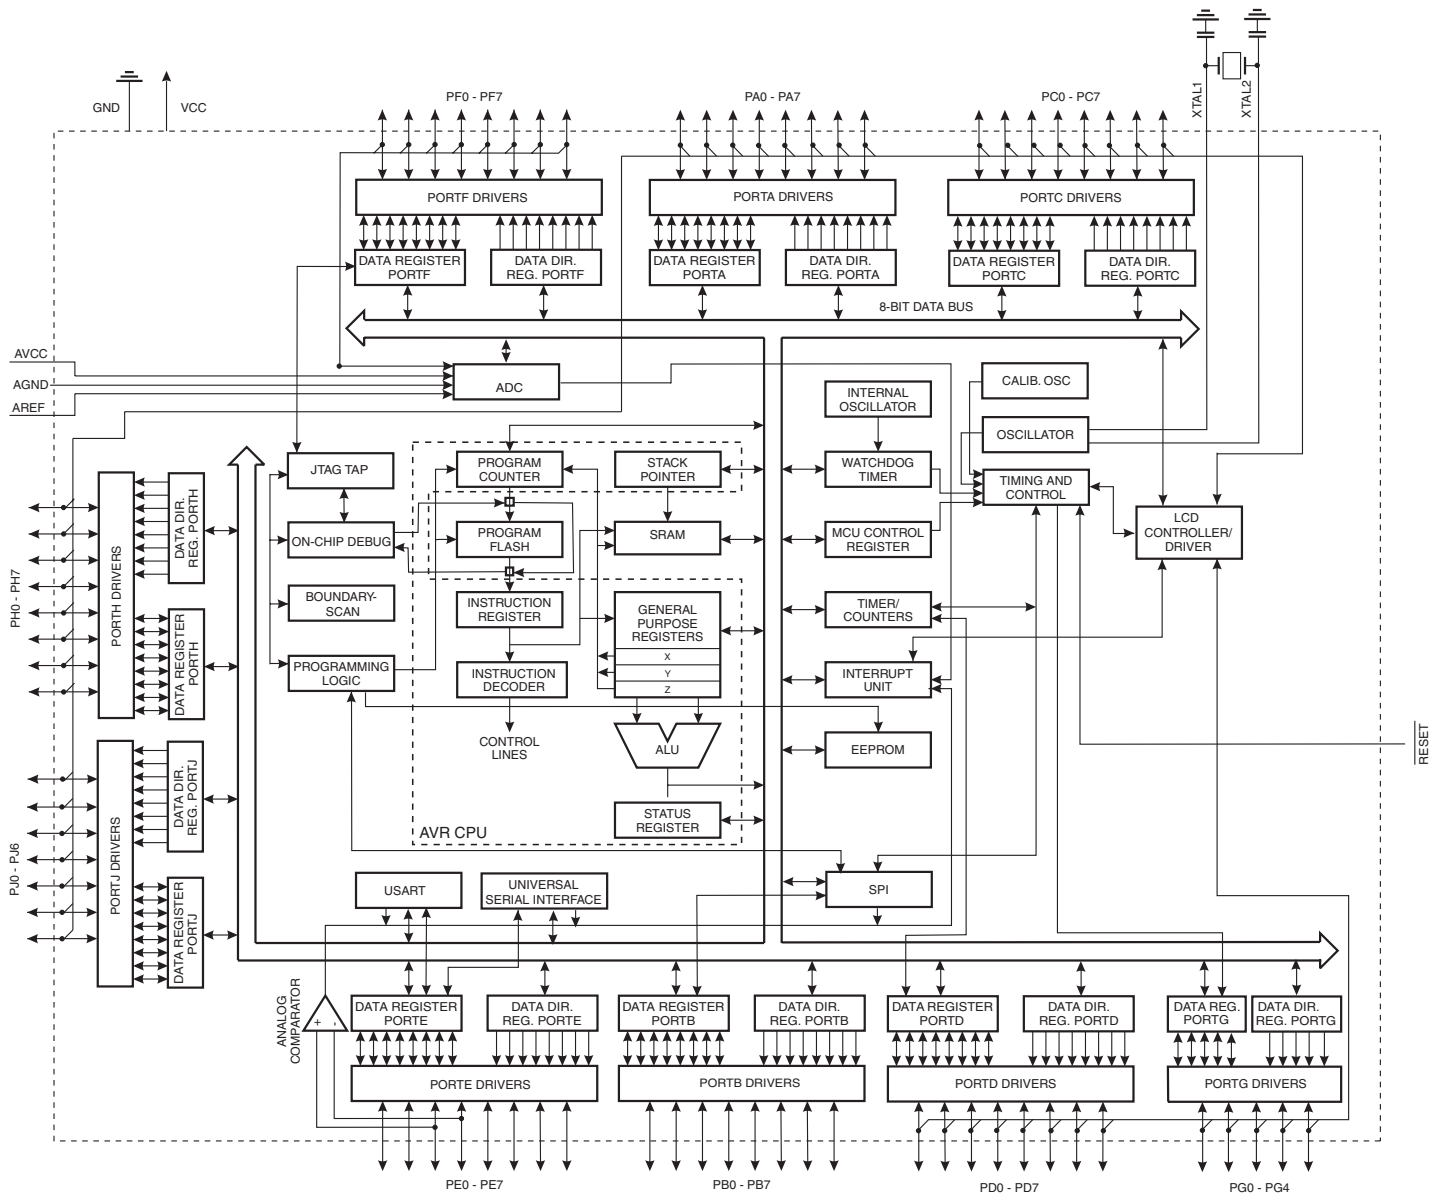 XTAL1
XTAL2
GND
VCC
PF0 - PF7
PA0 - PA7
PC0 - PC7
PORTF DRIVERS
PORTA DRIVERS
PORTC DRIVERS
DATA REGISTER
PORTF
DATA DIR.
REG. PORTF
DATA REGISTER
PORTA
DATA DIR.
REG. PORTA
DATA REGISTER
PORTC
DATA DIR.
REG. PORTC
8-BIT DATA BUS
AVCC
AGND
AREF
ADC
CALIB. OSC
INTERNAL
OSCILLATOR
OSCILLATOR
JTAG TAP
PROGRAM
COUNTER
STACK
POINTER
WATCHDOG
TIMER
TIMING AND
CONTROL
LCD
CONTROLLER/
DRIVER
ON-CHIP DEBUG
PROGRAM
FLASH
SRAM
MCU CONTROL
REGISTER
BOUNDARY-
SCAN
INSTRUCTION
REGISTER
GENERAL
PURPOSE
REGISTERS
X
Y
Z
TIMER/
COUNTERS
PROGRAMMING
LOGIC
INSTRUCTION
DECODER
INTERRUPT
UNIT
CONTROL
LINES
ALU
EEPROM
RESET
STATUS
REGISTER
AVR CPU
PH0 - PH7
PORTH DRIVERS
DATA DIR.
REG. PORTH
DATA REGISTER
PORTH
PJ0 - PJ6
PORTJ DRIVERS
DATA DIR.
REG. PORTJ
DATA REGISTER
PORTJ
USART
UNIVERSAL
SERIAL INTERFACE
SPI
ANALOG
COMPARATOR
+
-
DATA REGISTER
PORTE
DATA DIR.
REG. PORTE
DATA REGISTER
PORTB
DATA DIR.
REG. PORTB
DATA REGISTER
PORTD
DATA DIR.
REG. PORTD
DATA REG.
PORTG
DATA DIR.
REG. PORTG
PORTE DRIVERS
PORTB DRIVERS
PORTD DRIVERS
PORTG DRIVERS
PE0 - PE7
PB0 - PB7
PD0 - PD7
PG0 - PG4